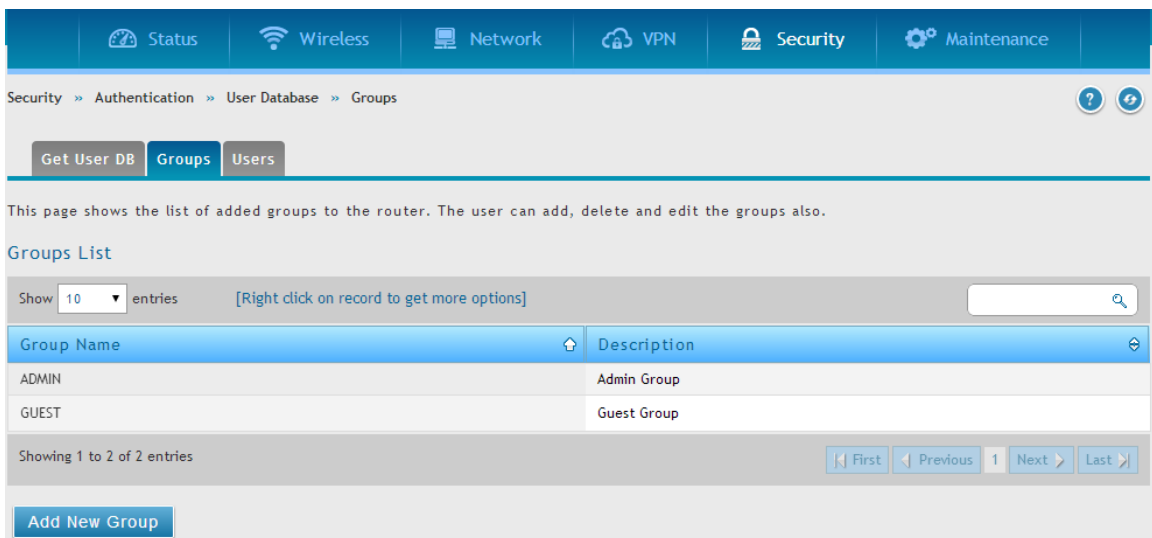 Status Wireless Network VPN Security Maintenance
Security » Authentication » User Database » Groups ?
Get User DB Groups Users
This page shows the list of added groups to the router. The user can add, delete and edit the groups also.
Groups List
Show 10 entries [Right click on record to get more options]
Group Name Description
ADMIN Admin Group
GUEST Guest Group
Showing 1 to 2 of 2 entries First Previous 1 Next Last
Add New Group